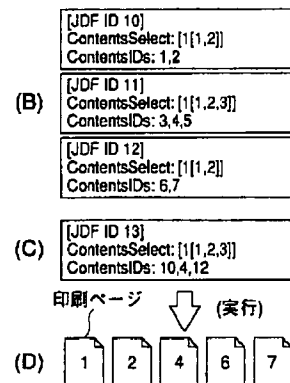 [JDF ID 10]
ContentsSelect: [1[1,2]]
ContentsIDs: 1,2
(B)
[JDF ID 11]
ContentsSelect: [1[1,2,3]]
ContentsIDs: 3,4,5
[JDF ID 12]
ContentsSelect: [1[1,2]]
ContentsIDs: 6,7
(C)
[JDF ID 13]
ContentsSelect: [1[1,2,3]]
ContentsIDs: 10,4,12
印刷ページ
(実行)
(D) 1 2 4 6 7